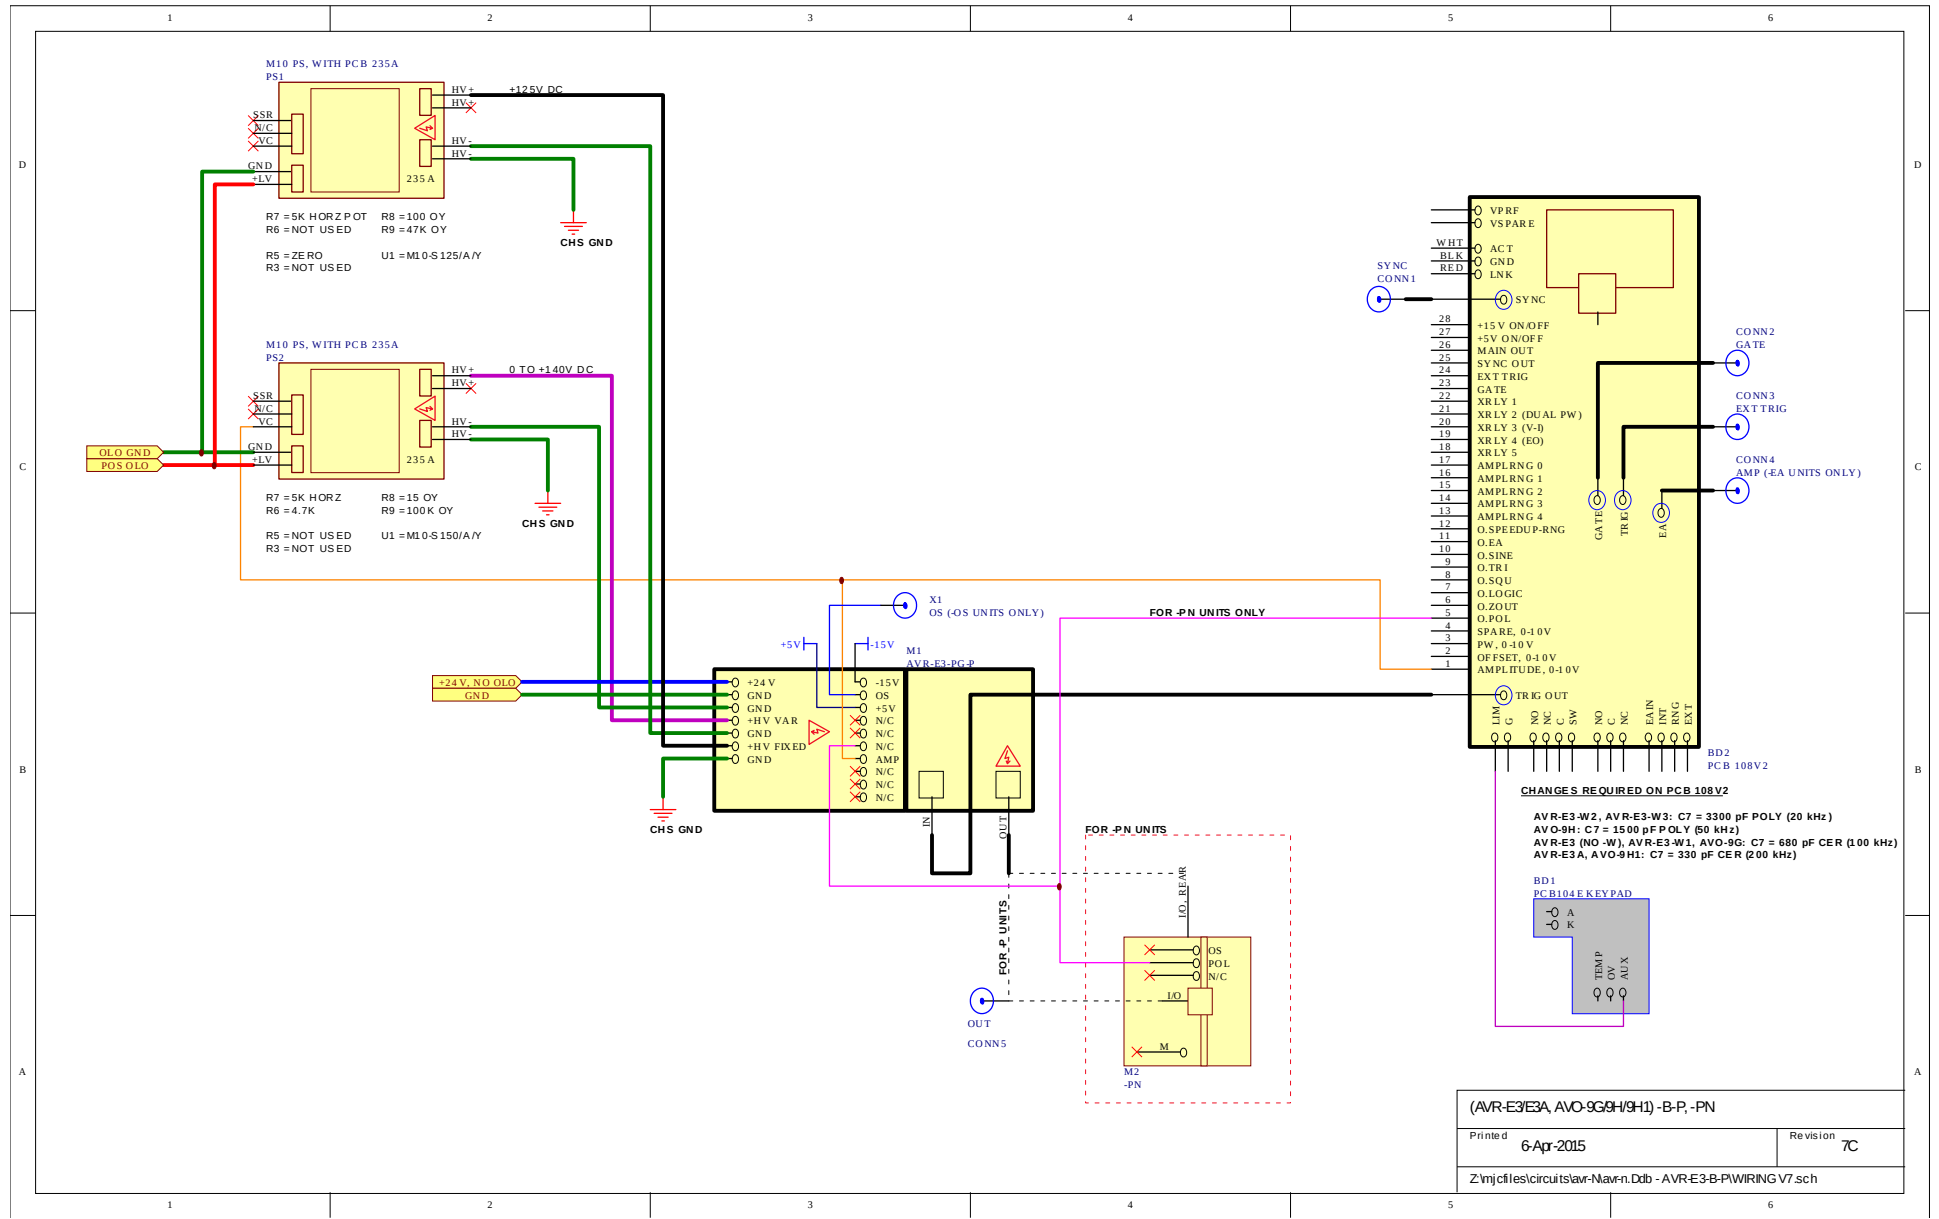 1 2 3 4 5 6
D
C
B
A
M10 PS, WITH PCB 235A
PS1
SSR
N/C
VC
GND
+LV
HV+
HV+
HV-
HV-
235A
+125V DC
CHS GND
R7 = 5K HORZ POT R8 = 100 OY
R6 = NOT USED R9 = 47K OY
R5 = ZERO U1 = M10-S125/A/Y
R3 = NOT USED
M10 PS, WITH PCB 235A
PS2
SSR
N/C
VC
GND
+LV
HV+
HV+
HV-
HV-
235A
0 TO +140V DC
CHS GND
OLO GND
POS OLO
R7 = 5K HORZ R8 = 15 OY
R6 = 4.7K R9 = 100K OY
R5 = NOT USED U1 = M10-S150/A/Y
R3 = NOT USED
X1
OS (-OS UNITS ONLY)
+5V
-15V
M1
AVR-E3-PG-P
+24V, NO OLO
GND
+24V
GND
GND
+HV VAR
GND
+HV FIXED
GND
-15V
OS
+5V
N/C
N/C
N/C
AMP
N/C
N/C
N/C
IN
OUT
CHS GND
FOR -PN UNITS ONLY
FOR -PN UNITS
FOR -P UNITS
I/O, REAR
OS
POL
N/C
I/O
M
M2
-PN
OUT
CONN5
SYNC
CONN1
VPRF
VSPARE
WHT ACT
BLK GND
RED LNK
SYNC
28 +15V ON/OFF
27 +5V ON/OFF
26 MAIN OUT
25 SYNC OUT
24 EXT TRIG
23 GATE
22 XRLY 1
21 XRLY 2 (DUAL PW)
20 XRLY 3 (V-I)
19 XRLY 4 (EO)
18 XRLY 5
17 AMPLRNG 0
16 AMPLRNG 1
15 AMPLRNG 2
14 AMPLRNG 3
13 AMPLRNG 4
12 O.SPEEDUP-RNG
11 O.EA
10 O.SINE
9 O.TRI
8 O.SQU
7 O.LOGIC
6 O.ZOUT
5 O.POL
4 SPARE, 0-10V
3 PW, 0-10V
2 OFFSET, 0-10V
1 AMPLITUDE, 0-10V
TRIG OUT
GATE
TRIG
EA
LIM
G
NO
NC
C
SW
NO
C
NC
EAIN
INT
RNG
EXT
CONN2
GATE
CONN3
EXT TRIG
CONN4
AMP (-EA UNITS ONLY)
BD2
PCB 108V2
CHANGES REQUIRED ON PCB 108V2
AVR-E3-W2, AVR-E3-W3: C7 = 3300 pF POLY (20 kHz)
AVO-9H: C7 = 1500 pF POLY (50 kHz)
AVR-E3 (NO -W), AVR-E3-W1, AVO-9G: C7 = 680 pF CER (100 kHz)
AVR-E3A, AVO-9H1: C7 = 330 pF CER (200 kHz)
BD1
PCB104E KEYPAD
A
K
TEMP
OV
AUX
(AVR-E3/E3A, AVO-9G/9H/9H1) -B-P, -PN
Printed 6-Apr-2015 Revision 7C
Z:\mjcfiles\circuits\avr-N\avr-n.Ddb - AVR-E3-B-P\WIRING V7.sch
D
C
B
A
1 2 3 4 5 6